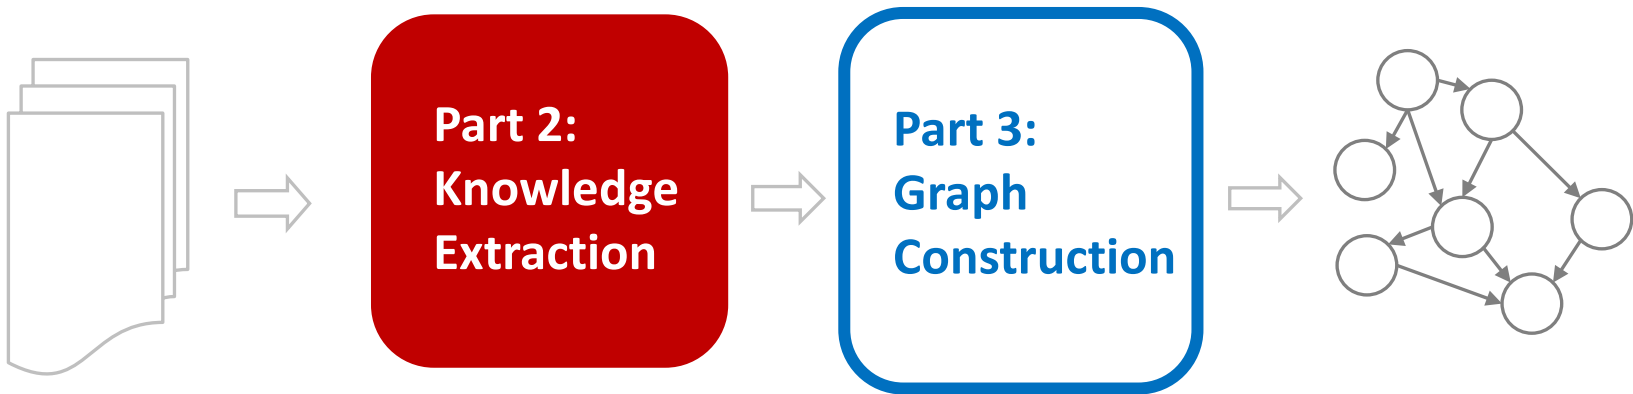 Part 2:
Knowledge
Extraction
Part 3:
Graph
Construction